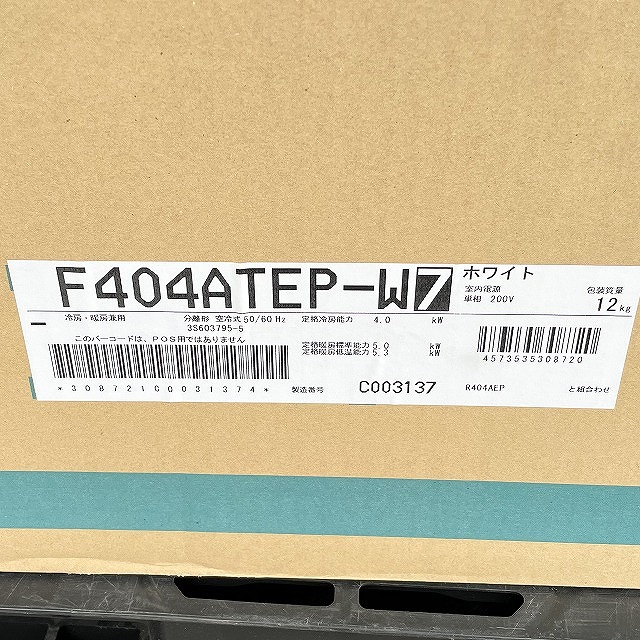 F404ATEP-W7
ホワイト
室内電源
単相 200V
包装質量
12kg
冷房・暖房兼用
分離形 空冷式 50/60Hz
定格冷房能力 4.0 kW
3S603795-5
このバーコードは、POS用ではありません
定格暖房標準能力 5.0 kW
定格暖房低温能力 5.3 kW
4573535308720
*30872100031374*
製造番号 C003137
R404AEP と組合わせ